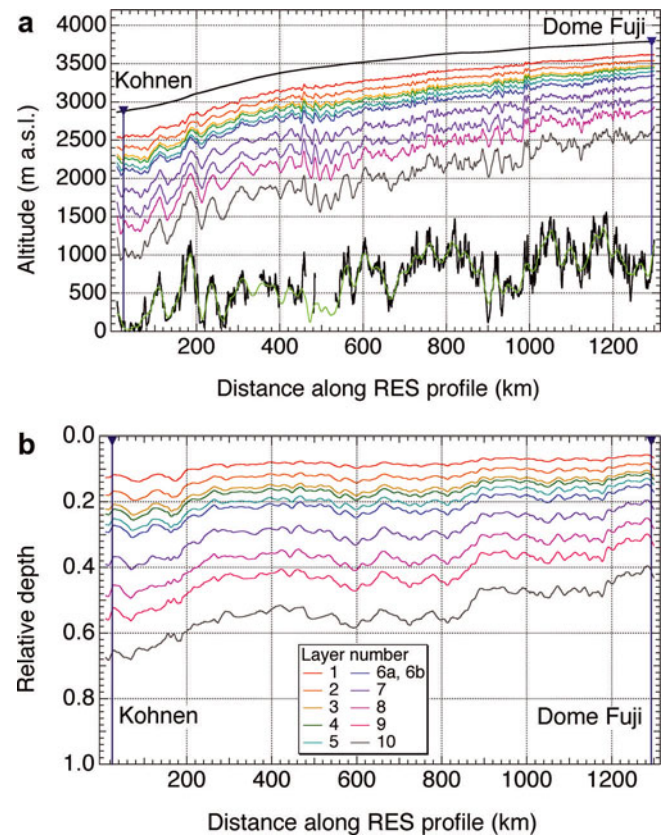 a
4000
3500
3000
2500
2000
1500
1000
500
0
Altitude (m a.s.l.)
Kohnen
Dome Fuji
200 400 600 800 1000 1200
Distance along RES profile (km)
b
0.0
0.2
0.4
0.6
0.8
1.0
Relative depth
Layer number
1 6a, 6b
2 7
3 8
4 9
5 10
Kohnen
Dome Fuji
200 400 600 800 1000 1200
Distance along RES profile (km)